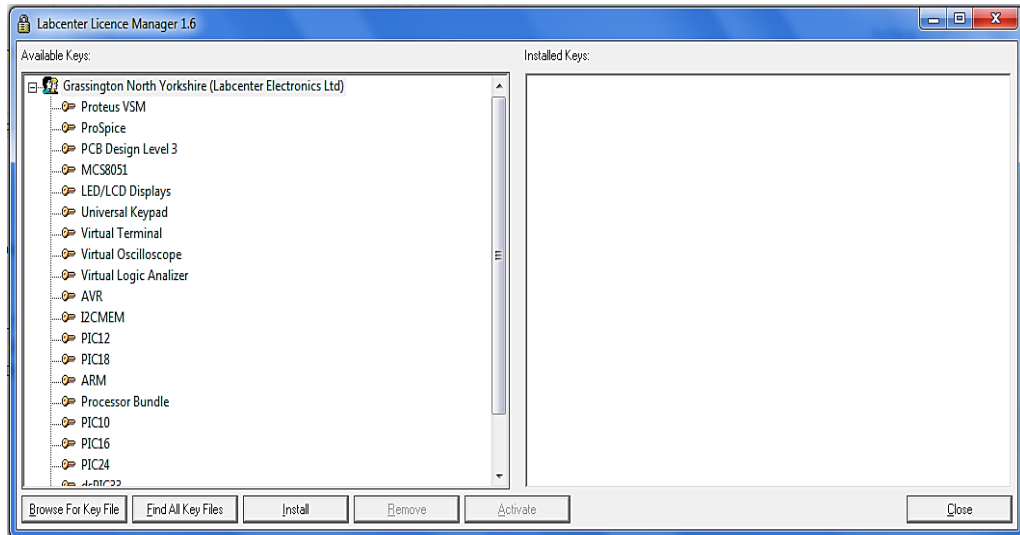 Labcenter Licence Manager 1.6
Available Keys:
Installed Keys:
Grassington North Yorkshire (Labcenter Electronics Ltd)
Proteus VSM
ProSpice
PCB Design Level 3
MCS8051
LED/LCD Displays
Universal Keypad
Virtual Terminal
Virtual Oscilloscope
Virtual Logic Analizer
AVR
I2CMEM
PIC12
PIC18
ARM
Processor Bundle
PIC10
PIC16
PIC24
dsPIC33
Browse For Key File
Find All Key Files
Install
Remove
Activate
Close